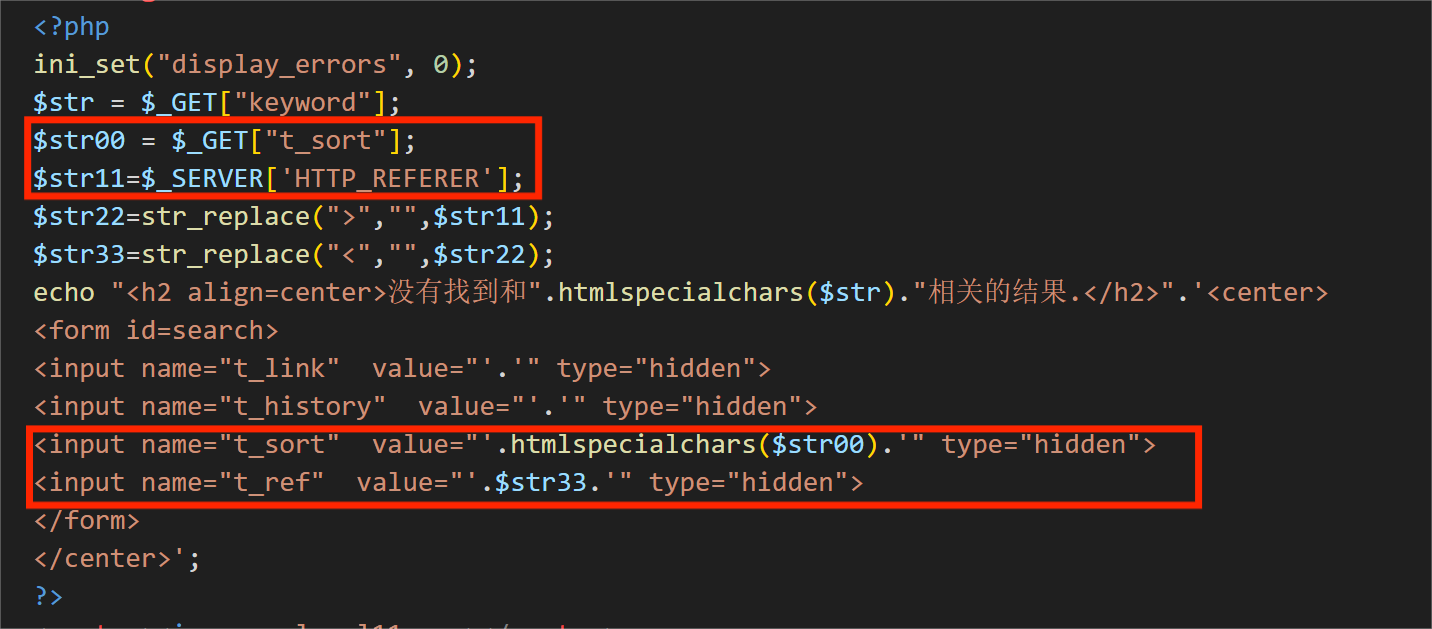 <?php
ini_set("display_errors", 0);
$str = $_GET["keyword"];
$str00 = $_GET["t_sort"];
$str11=$_SERVER['HTTP_REFERER'];
$str22=str_replace(">","",$str11);
$str33=str_replace("<","",$str22);
echo "<h2 align=center>没有找到和".htmlspecialchars($str)."相关的结果.</h2>".'<center>
<form id=search>
<input name="t_link"  value="'.'" type="hidden">
<input name="t_history"  value="'.'" type="hidden">
<input name="t_sort"  value="'.htmlspecialchars($str00).'" type="hidden">
<input name="t_ref"  value="'.$str33.'" type="hidden">
</form>
</center>';
?>